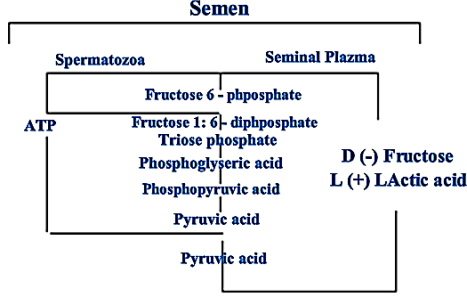 Semen
Spermatozoa
Seminal Plasma
Fructose 6 - phposphate
ATP
Fructose 1: 6 - diphposphate
Triose phosphate
Phosphoglyseric acid
Phosphopyruvic acid
Pyruvic acid
Pyruvic acid
D (-) Fructose
L (+) LActic acid